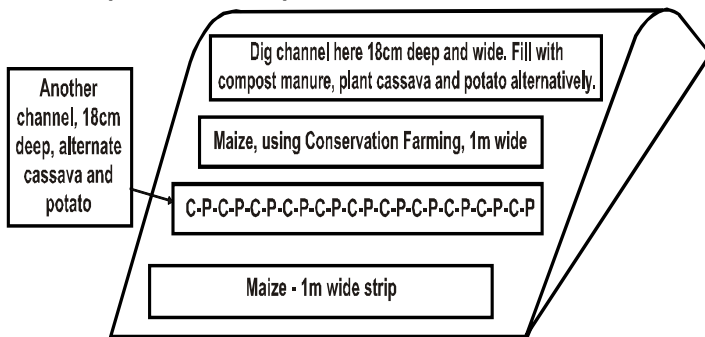 Dig channel here 18cm deep and wide. Fill with
compost manure, plant cassava and potato alternatively.
Another
channel, 18cm
deep, alternate
cassava and
potato
Maize, using Conservation Farming, 1m wide
C-P-C-P-C-P-C-P-C-P-C-P-C-P-C-P-C-P-C-P-C-P
Maize - 1m wide strip